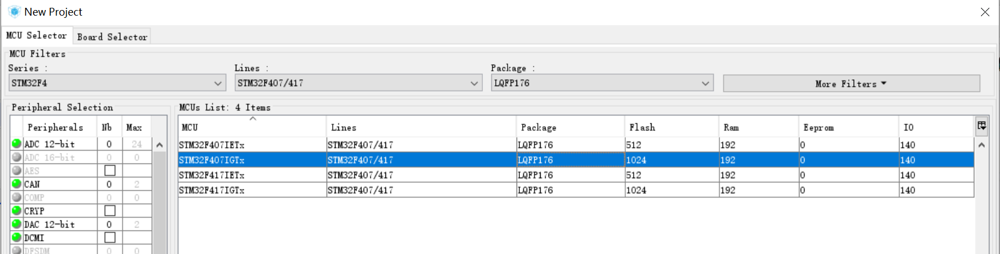 New Project
MCU Selector Board Selector
MCU Filters
Series : Lines : Package :
STM32F4 STM32F407/417 LQFP176 More Filters
Peripheral Selection MCUs List: 4 Items
Peripherals Nb Max MCU Lines Package Flash Ram Eeprom IO
ADC 12-bit 0 24 STM32F407IETx STM32F407/417 LQFP176 512 192 0 140
ADC 16-bit 0 0 STM32F407IGTx STM32F407/417 LQFP176 1024 192 0 140
AES STM32F417IETx STM32F407/417 LQFP176 512 192 0 140
CAN 0 2 STM32F417IGTx STM32F407/417 LQFP176 1024 192 0 140
COMP 0 0
CRYP
DAC 12-bit 0 2
DCMI
DFSDM 0 0